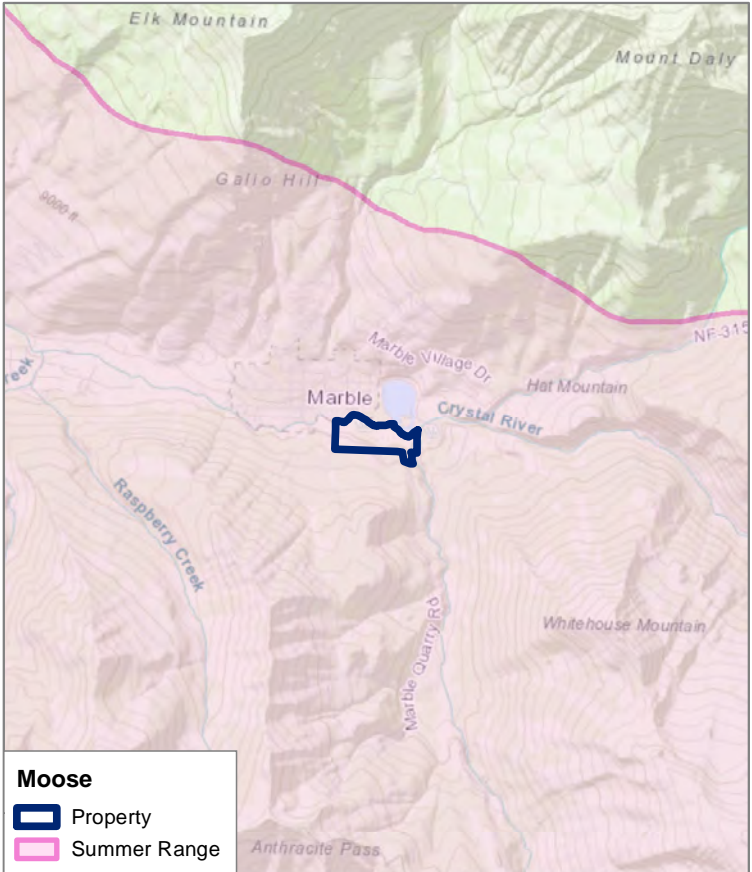 Elk Mountain
Mount Daly
Galio Hill
9000 ft
NF-315
Marble Village Dr
Hat Mountain
Marble
Crystal River
reek
Raspberry Creek
Whitehouse Mountain
Marble Quarry Rd
Moose
Property
Summer Range
Anthracite Pass